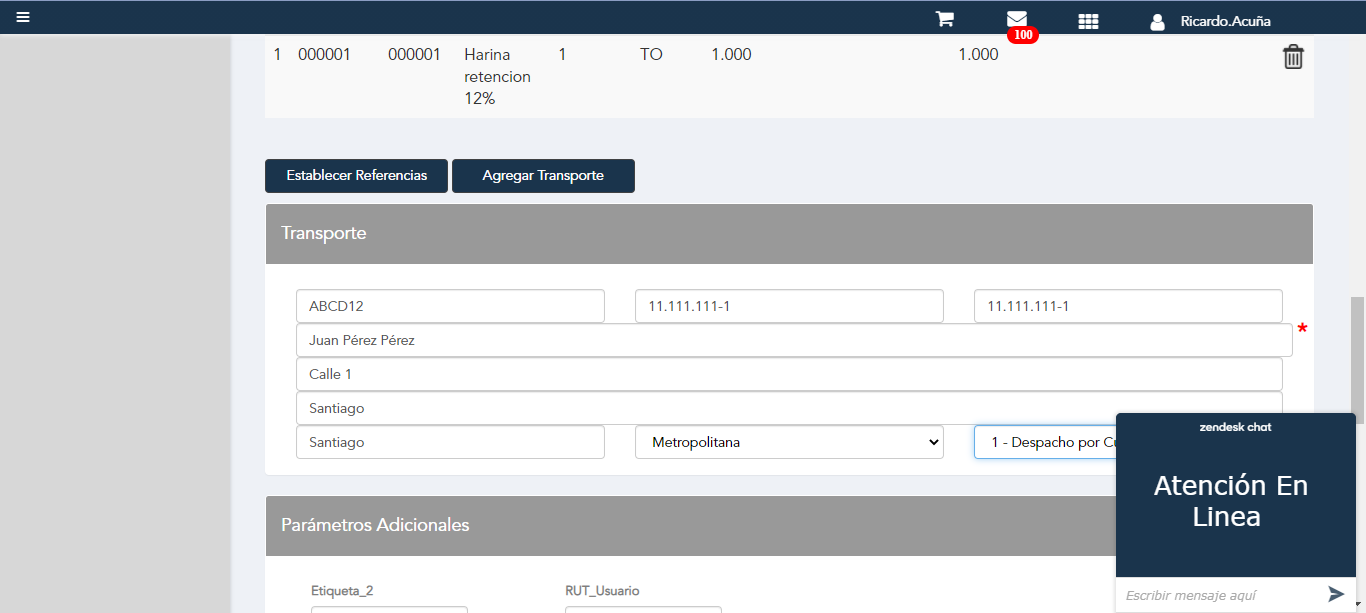 Ricardo.Acuña
100
1 000001 000001 Harina 1 TO 1.000 1.000
retencion
12%
Establecer Referencias Agregar Transporte
Transporte
ABCD12 11.111.111-1 11.111.111-1
*
Juan Pérez Pérez
Calle 1
Santiago
Santiago Metropolitana 1 - Despacho por
zendesk chat
Atención En
Linea
Parámetros Adicionales
Etiqueta_2 RUT_Usuario
Escribir mensaje aquí